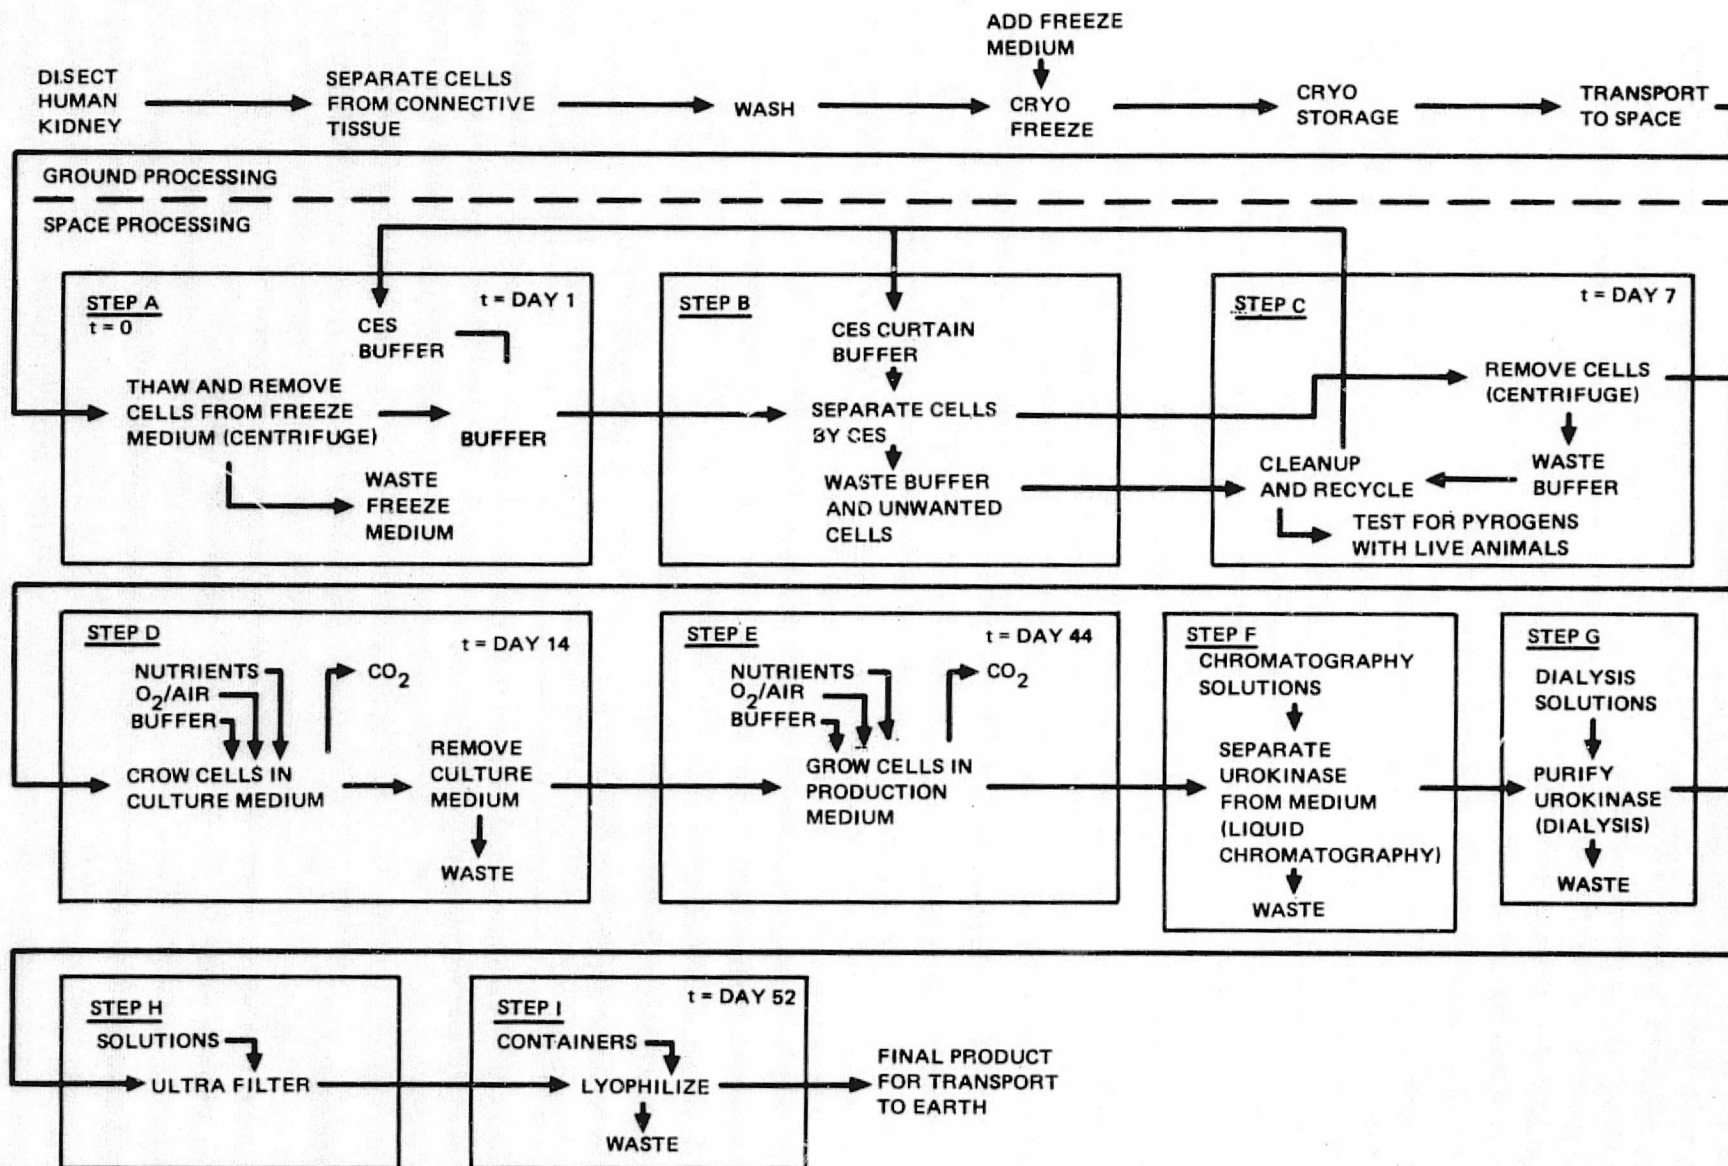 ADD FREEZE
MEDIUM
DISECT
HUMAN
KIDNEY
SEPARATE CELLS
FROM CONNECTIVE
TISSUE
WASH
CRYO
FREEZE
CRYO
STORAGE
TRANSPORT
TO SPACE
GROUND PROCESSING
SPACE PROCESSING
STEP A
t = 0
t = DAY 1
CES
BUFFER
THAW AND REMOVE
CELLS FROM FREEZE
MEDIUM (CENTRIFUGE)
BUFFER
WASTE
FREEZE
MEDIUM
STEP B
CES CURTAIN
BUFFER
SEPARATE CELLS
BY CES
WASTE BUFFER
AND UNWANTED
CELLS
STEP C
t = DAY 7
REMOVE CELLS
(CENTRIFUGE)
WASTE
BUFFER
CLEANUP
AND RECYCLE
TEST FOR PYROGENS
WITH LIVE ANIMALS
STEP D
t = DAY 14
NUTRIENTS
O2/AIR
BUFFER
CO2
CROW CELLS IN
CULTURE MEDIUM
REMOVE
CULTURE
MEDIUM
WASTE
STEP E
t = DAY 44
NUTRIENTS
O2/AIR
BUFFER
CO2
GROW CELLS IN
PRODUCTION
MEDIUM
STEP F
CHROMATOGRAPHY
SOLUTIONS
SEPARATE
UROKINASE
FROM MEDIUM
(LIQUID
CHROMATOGRAPHY)
WASTE
STEP G
DIALYSIS
SOLUTIONS
PURIFY
UROKINASE
(DIALYSIS)
WASTE
STEP H
SOLUTIONS
ULTRA FILTER
STEP I
t = DAY 52
CONTAINERS
LYOPHILIZE
WASTE
FINAL PRODUCT
FOR TRANSPORT
TO EARTH